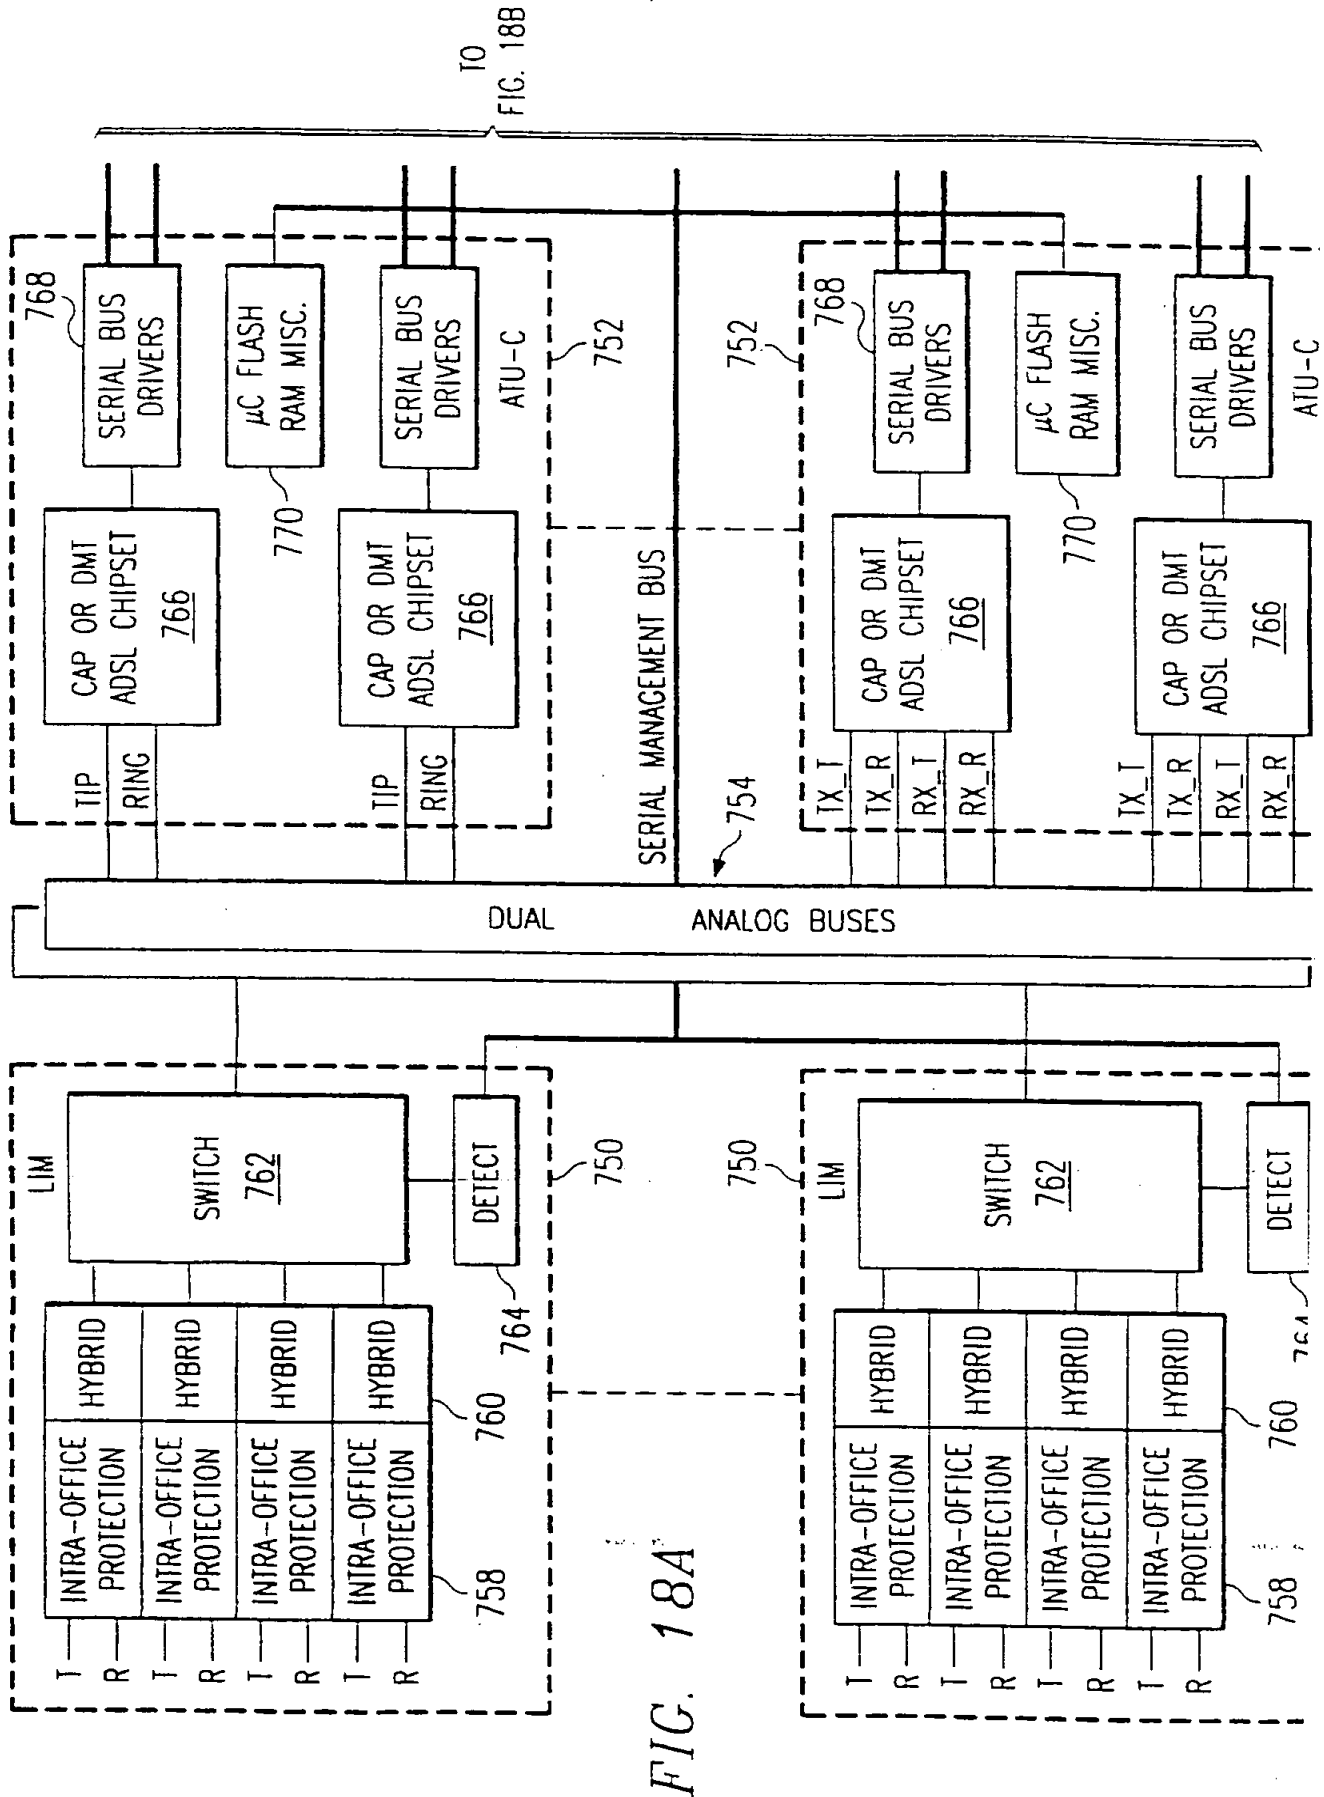 T
R
T
R
T
R
T
R
INTRA-OFFICE
PROTECTION
INTRA-OFFICE
PROTECTION
INTRA-OFFICE
PROTECTION
INTRA-OFFICE
PROTECTION
758
HYBRID
HYBRID
HYBRID
HYBRID
760
LIM
SWITCH
762
DETECT
764
750
DUAL ANALOG BUSES
754
TIP
RING
TIP
RING
CAP OR DMT
ADSL CHIPSET
766
CAP OR DMT
ADSL CHIPSET
766
SERIAL BUS
DRIVERS
768
µC FLASH
RAM MISC.
770
SERIAL BUS
DRIVERS
ATU-C
752
SERIAL MANAGEMENT BUS
TO
FIG. 18B
T
R
T
R
T
R
T
R
INTRA-OFFICE
PROTECTION
INTRA-OFFICE
PROTECTION
INTRA-OFFICE
PROTECTION
INTRA-OFFICE
PROTECTION
758
HYBRID
HYBRID
HYBRID
HYBRID
760
LIM
SWITCH
762
DETECT
764
750
TX_T
TX_R
RX_T
RX_R
TX_T
TX_R
RX_T
RX_R
CAP OR DMT
ADSL CHIPSET
766
CAP OR DMT
ADSL CHIPSET
766
SERIAL BUS
DRIVERS
768
µC FLASH
RAM MISC.
770
SERIAL BUS
DRIVERS
ATU-C
752
FIG. 18A